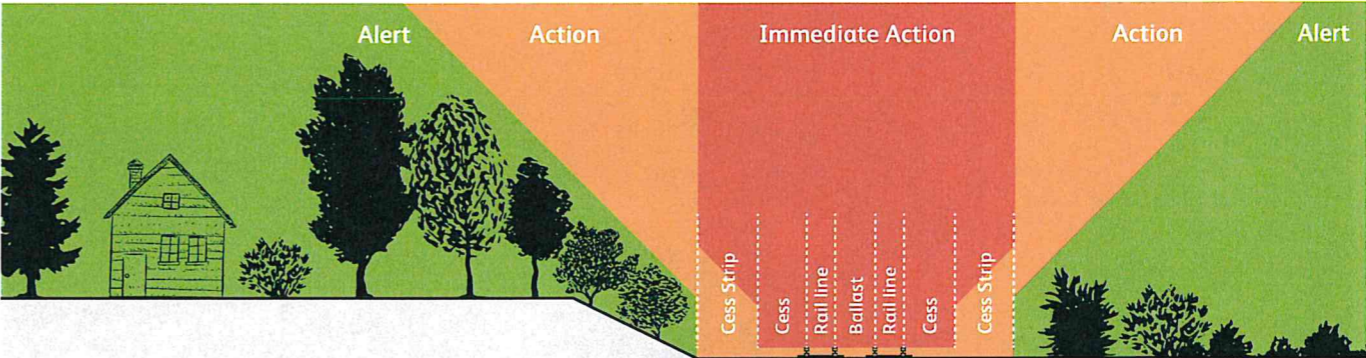 Alert
Action
Immediate Action
Action
Alert
Cess Strip
Cess
Rail line
Ballast
Rail line
Cess
Cess Strip